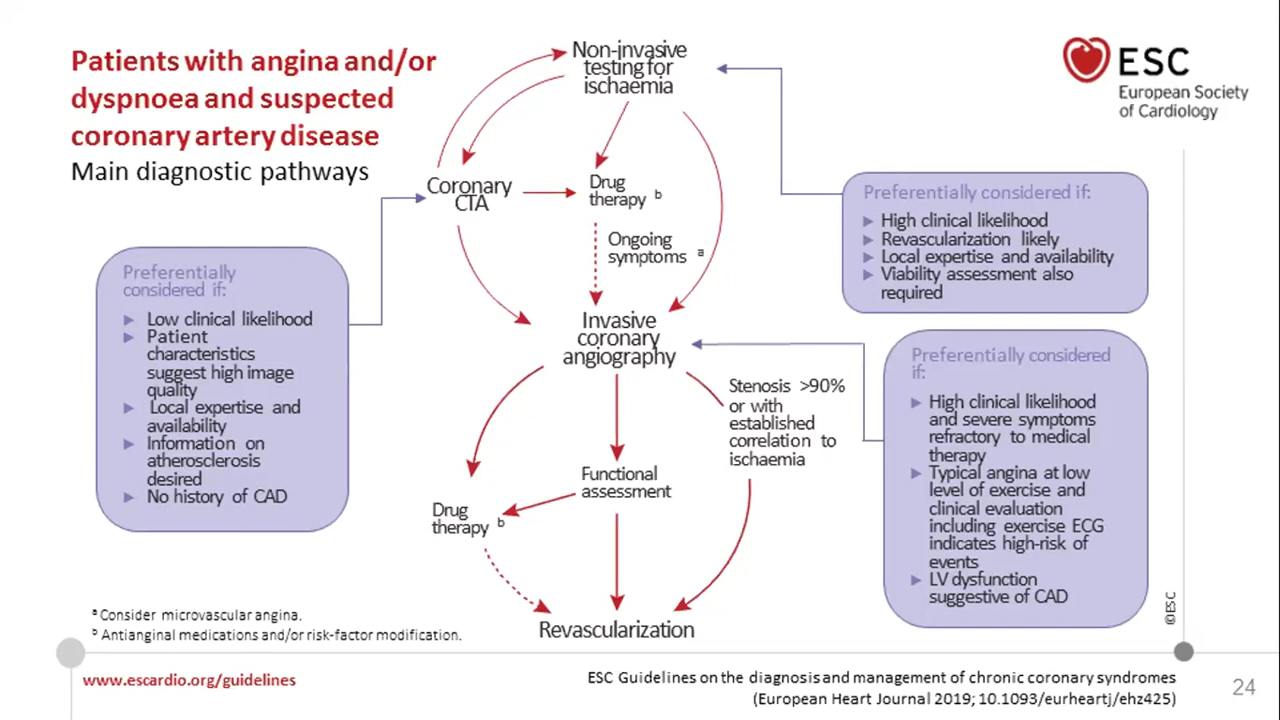 Patients with angina and/or
dyspnoea and suspected
coronary artery disease
Main diagnostic pathways
Non-invasive
testing for
ischaemia
ESC
European Society
of Cardiology
Coronary
CTA
Drug
therapy b
Ongoing
symptoms a
Preferentially considered if:
► High clinical likelihood
► Revascularization likely
► Local expertise and availability
► Viability assessment also
required
Preferentially
considered if:
► Low clinical likelihood
► Patient
characteristics
suggest high image
quality
► Local expertise and
availability
► Information on
atherosclerosis
desired
► No history of CAD
Invasive
coronary
angiography
Stenosis >90%
or with
established
correlation to
ischaemia
Preferentially considered
if:
► High clinical likelihood
and severe symptoms
refractory to medical
therapy
► Typical angina at low
level of exercise and
clinical evaluation
including exercise ECG
indicates high-risk of
events
► LV dysfunction
suggestive of CAD
Functional
assessment
Drug
therapy b
Revascularization
a Consider microvascular angina.
b Antianginal medications and/or risk-factor modification.
©ESC
www.escardio.org/guidelines
ESC Guidelines on the diagnosis and management of chronic coronary syndromes
(European Heart Journal 2019; 10.1093/eurheartj/ehz425)
24